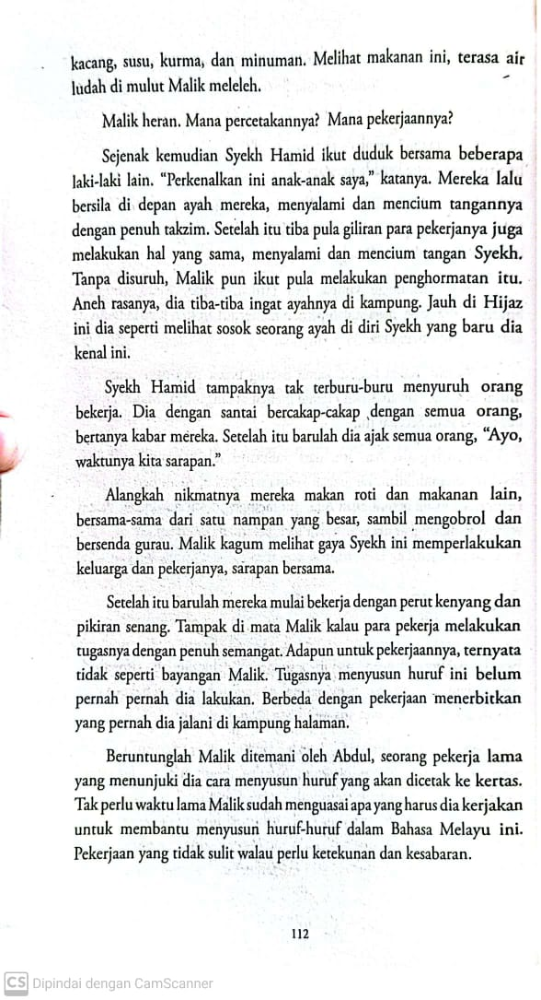 kacang, susu, kurma, dan minuman. Melihat makanan ini, terasa air
ludah di mulut Malik meleleh.
Malik heran. Mana percetakannya? Mana pekerjaannya?
Sejenak kemudian Syekh Hamid ikut duduk bersama beberapa
laki-laki lain. “Perkenalkan ini anak-anak saya,” katanya. Mereka lalu
bersila di depan ayah mereka, menyalami dan mencium tangannya
dengan penuh takzim. Setelah itu tiba pula giliran para pekerjanya juga
melakukan hal yang sama, menyalami dan mencium tangan Syekh.
Tanpa disuruh, Malik pun ikut pula melakukan penghormatan itu.
Aneh rasanya, dia tiba-tiba ingat ayahnya di kampung. Jauh di Hijaz
ini dia seperti melihat sosok seorang ayah di diri Syekh yang baru dia
kenal ini.
Syekh Hamid tampaknya tak terburu-buru menyuruh orang
bekerja. Dia dengan santai bercakap-cakap dengan semua orang,
bertanya kabar mereka. Setelah itu barulah dia ajak semua orang, “Ayo,
waktunya kita sarapan.”
Alangkah nikmatnya mereka makan roti dan makanan lain,
bersama-sama dari satu nampan yang besar, sambil mengobrol dan
bersenda gurau. Malik kagum melihat gaya Syekh ini memperlakukan
keluarga dan pekerjanya, sarapan bersama.
Setelah itu barulah mereka mulai bekerja dengan perut kenyang dan
pikiran senang. Tampak di mata Malik kalau para pekerja melakukan
tugasnya dengan penuh semangat. Adapun untuk pekerjaannya, ternyata
tidak seperti bayangan Malik. Tugasnya menyusun huruf ini belum
pernah pernah dia lakukan. Berbeda dengan pekerjaan menerbitkan
yang pernah dia jalani di kampung halaman.
Beruntunglah Malik ditemani oleh Abdul, seorang pekerja lama
yang menunjuki dia cara menyusun huruf yang akan dicetak ke kertas.
Tak perlu waktu lama Malik sudah menguasai apa yang harus dia kerjakan
untuk membantu menyusun huruf-huruf dalam Bahasa Melayu ini.
Pekerjaan yang tidak sulit walau perlu ketekunan dan kesabaran.
112
CS Dipindai dengan CamScanner